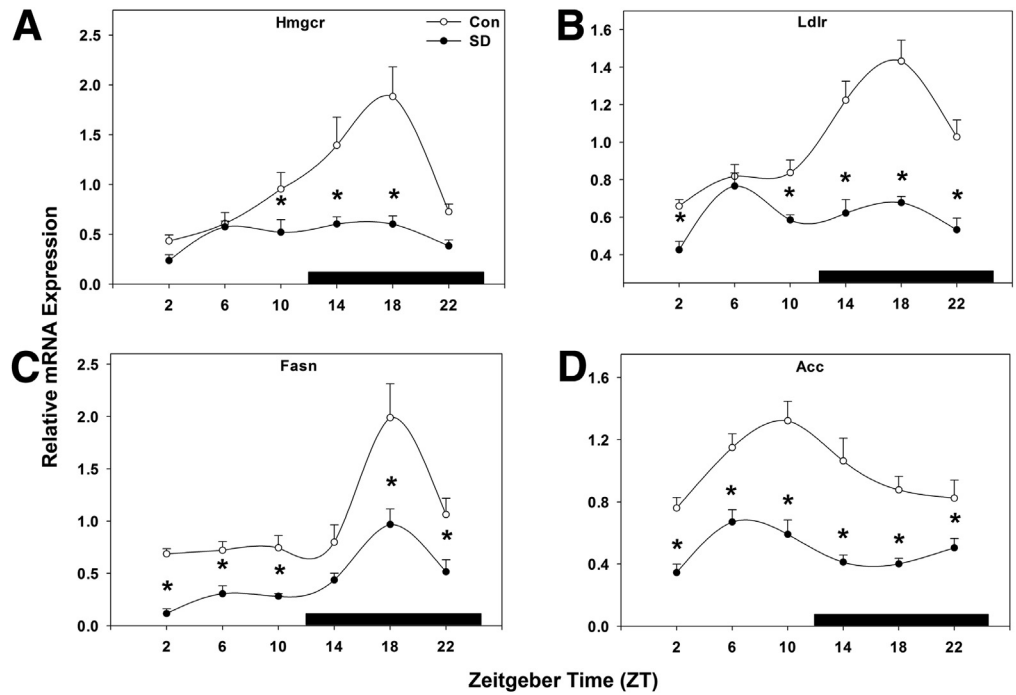 A
Hmgcr
Con
SD
2.5
2.0
1.5
1.0
0.5
0.0
* * *
2 6 10 14 18 22
B
Ldlr
1.6
1.4
1.2
1.0
0.8
0.6
0.4
* * * * *
2 6 10 14 18 22
Relative mRNA Expression
C
Fasn
2.5
2.0
1.5
1.0
0.5
0.0
* * * * *
2 6 10 14 18 22
D
Acc
1.6
1.2
0.8
0.4
0.0
* * * * * *
2 6 10 14 18 22
Zeitgeber Time (ZT)